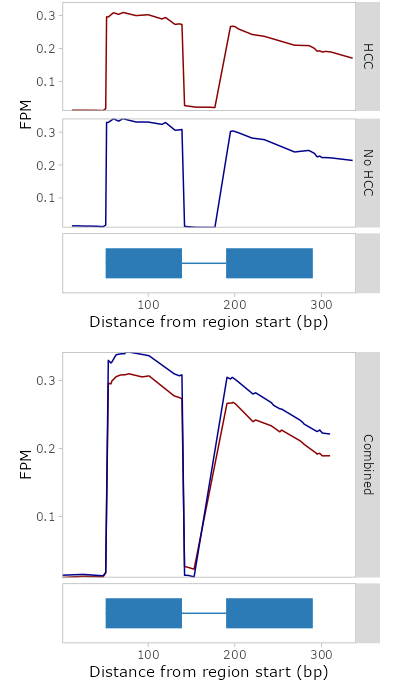 0.3
0.2
0.1
HCC
FPM
0.3
0.2
0.1
No HCC
100 200 300
Distance from region start (bp)
0.3
0.2
0.1
FPM
Combined
100 200 300
Distance from region start (bp)